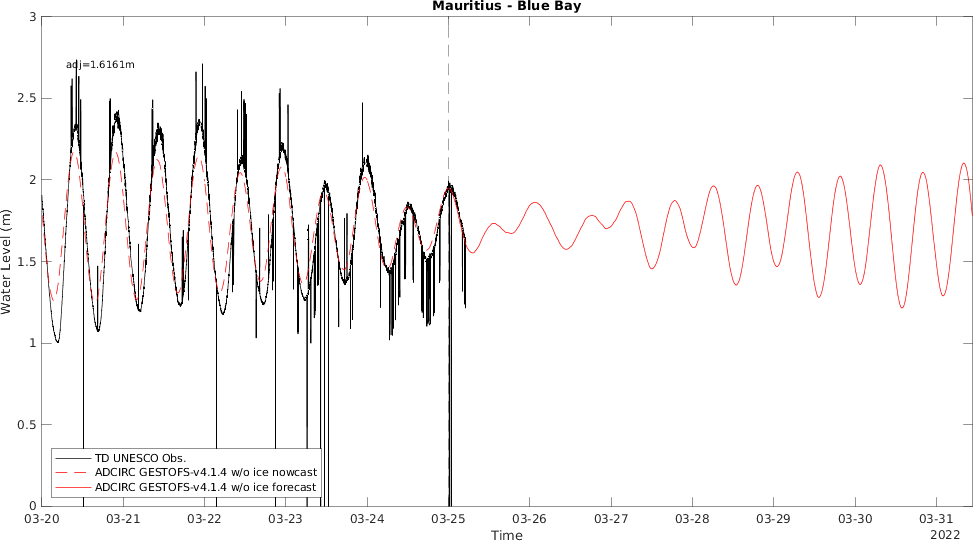 Mauritius - Blue Bay
3
adj=1.6161m
2.5
2
Water Level (m)
1.5
1
0.5
TD UNESCO Obs.
ADCIRC GESTOFS-v4.1.4 w/o ice nowcast
ADCIRC GESTOFS-v4.1.4 w/o ice forecast
0
03-20 03-21 03-22 03-23 03-24 03-25 03-26 03-27 03-28 03-29 03-30 03-31
Time 2022